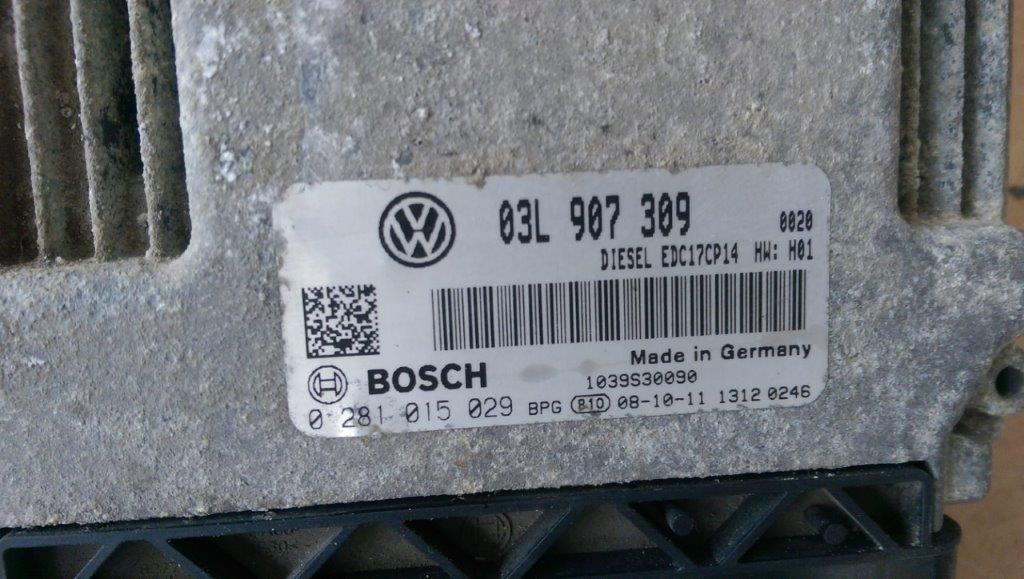 03L 907 309
0020
DIESEL EDC17CP14 HW: H01
Made in Germany
BOSCH
1039S30090
0 281 015 029 BPG B10 08-10-11 1312 0246